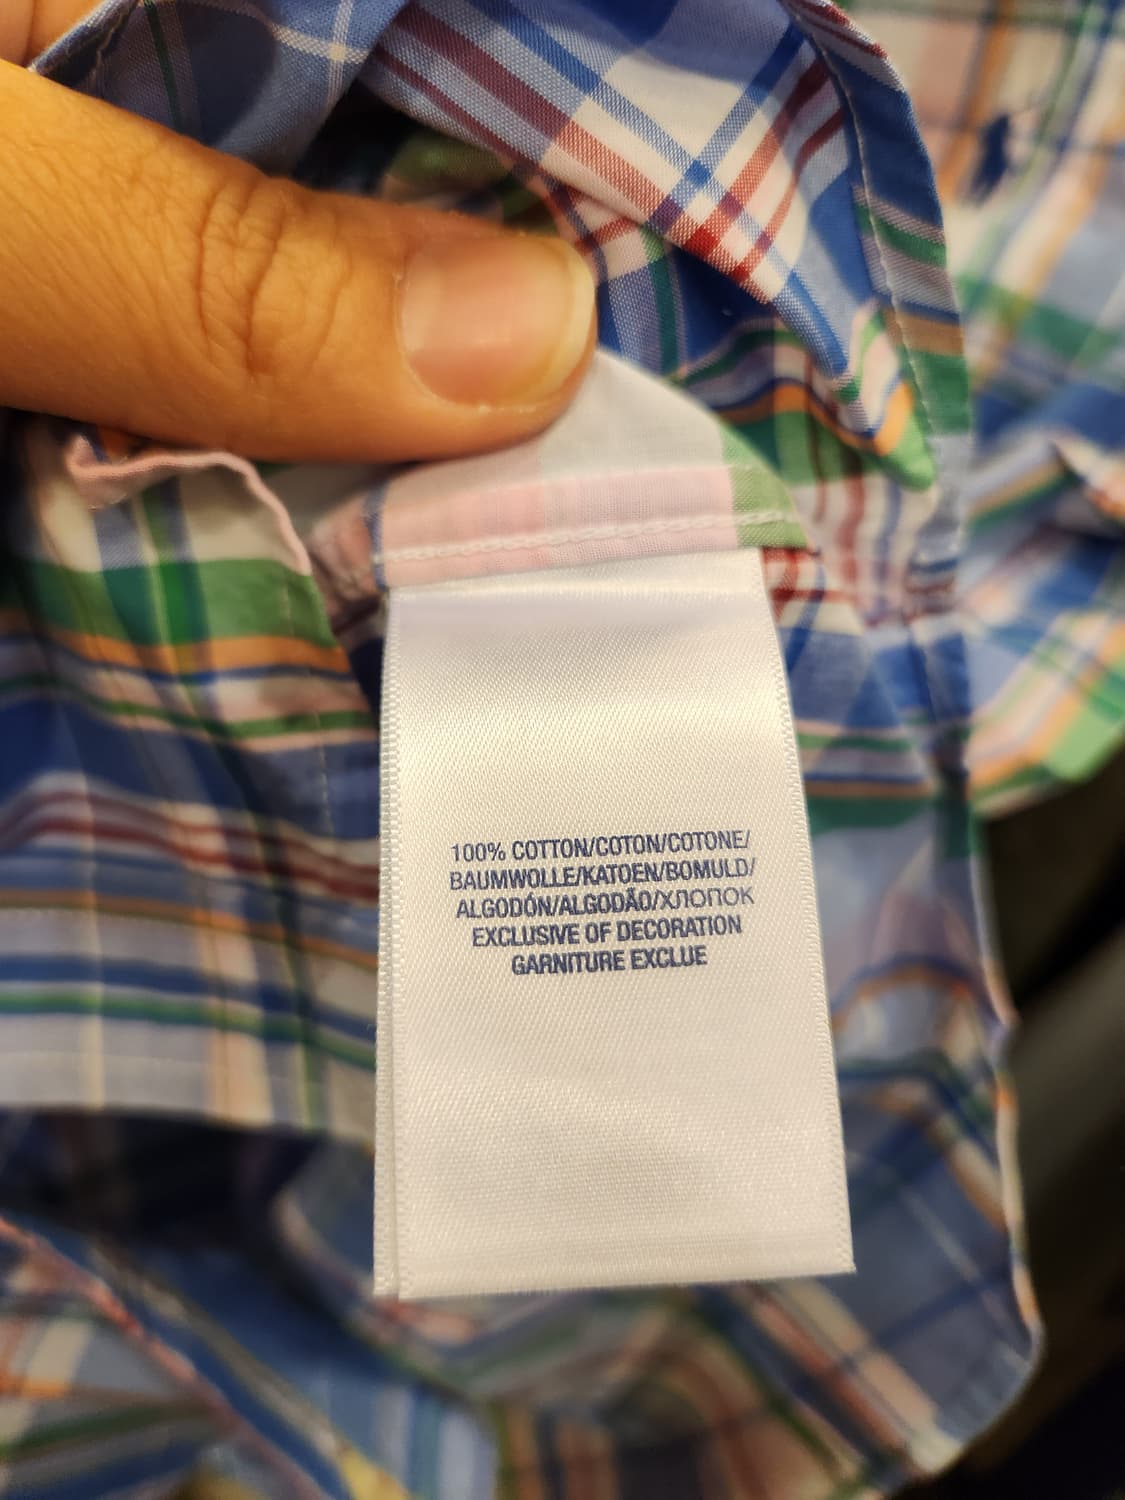 100% COTTON/COTON/COTONE/
BAUMWOLLE/KATOEN/BOMULD/
ALGODÓN/ALGODÃO/ХЛОПОК
EXCLUSIVE OF DECORATION
GARNITURE EXCLUE